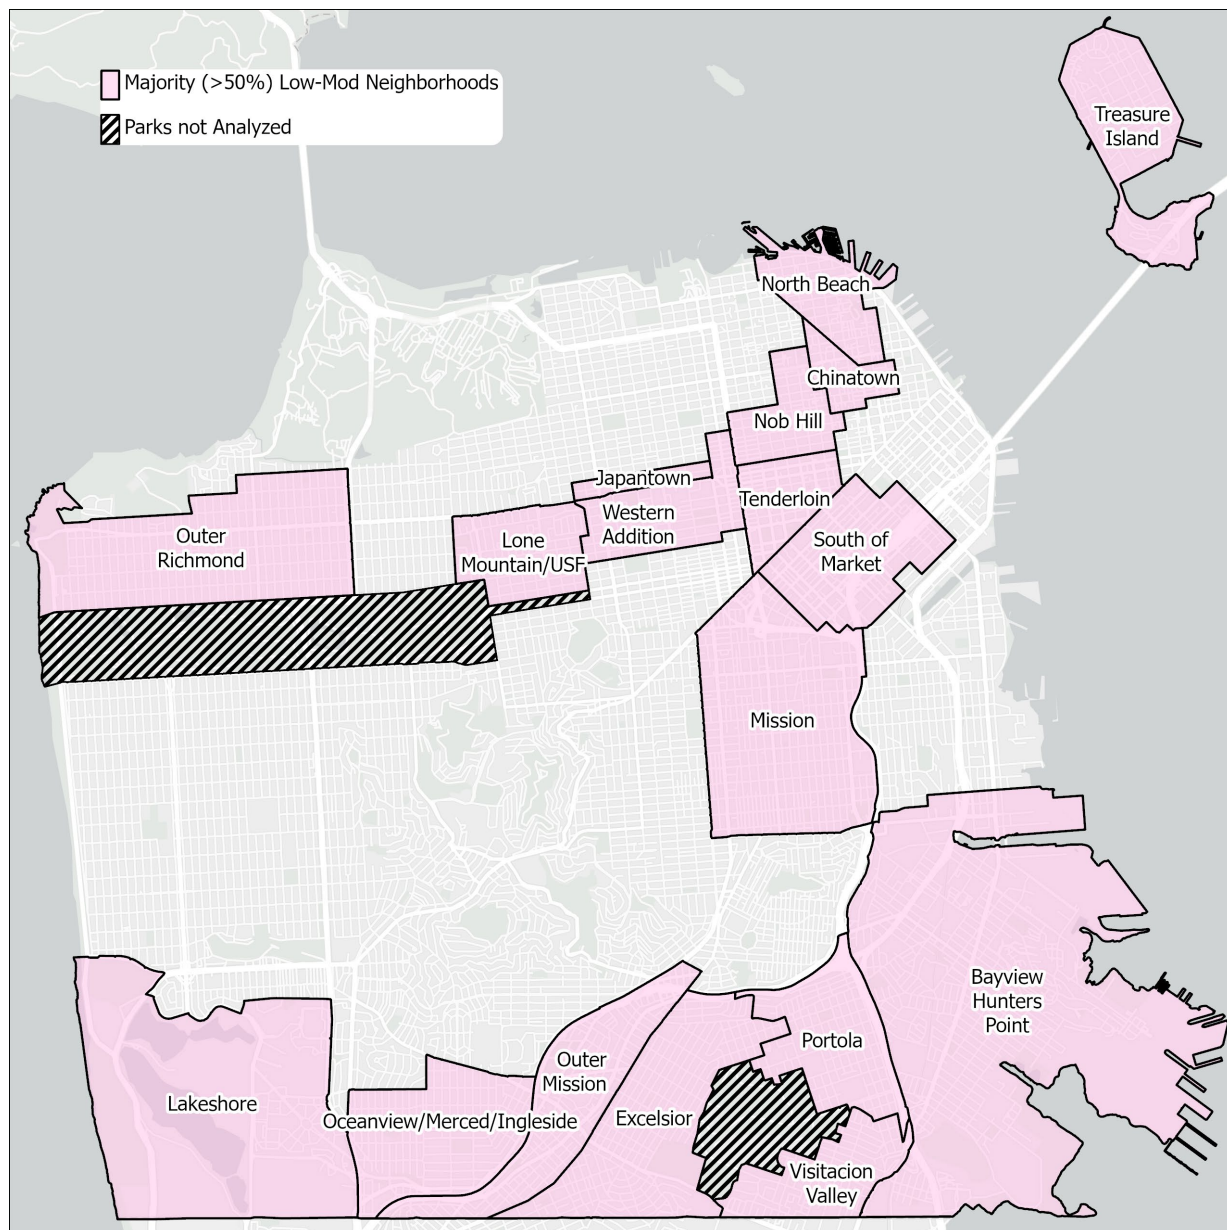 Majority (>50%) Low-Mod Neighborhoods
Parks not Analyzed
Treasure
Island
North Beach
Chinatown
Nob Hill
Japantown
Tenderloin
Western
Addition
Outer
Richmond
Lone
Mountain/USF
South of
Market
Mission
Bayview
Hunters
Point
Portola
Outer
Mission
Lakeshore
Oceanview/Merced/Ingleside
Excelsior
Visitacion
Valley